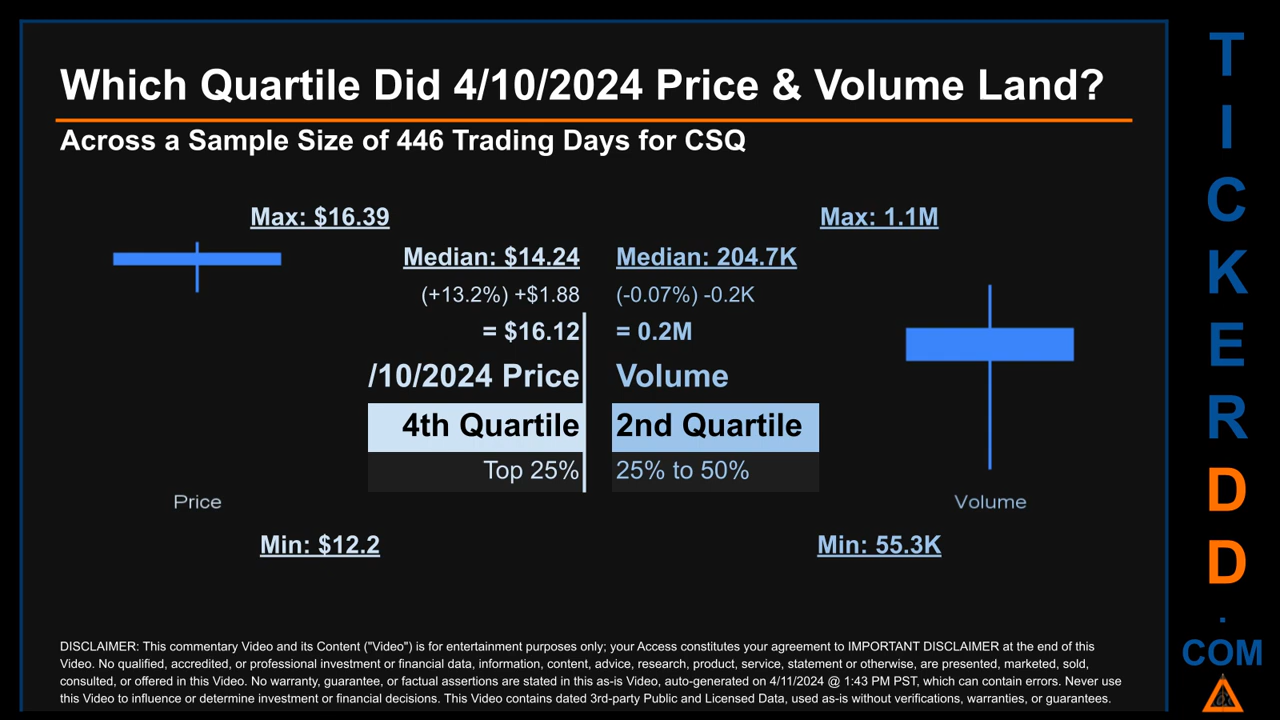 Which Quartile Did 4/10/2024 Price & Volume Land?
Across a Sample Size of 446 Trading Days for CSQ
Max: $16.39
Max: 1.1M
Median: $14.24
Median: 204.7K
(+13.2%) +$1.88
(-0.07%) -0.2K
= $16.12
= 0.2M
/10/2024 Price
Volume
4th Quartile
2nd Quartile
Top 25%
25% to 50%
Price
Volume
Min: $12.2
Min: 55.3K
DISCLAIMER: This commentary Video and its Content ("Video") is for entertainment purposes only; your Access constitutes your agreement to IMPORTANT DISCLAIMER at the end of this
Video. No qualified, accredited, or professional investment or financial data, information, content, advice, research, product, service, statement or otherwise, are presented, marketed, sold,
consulted, or offered in this Video. No warranty, guarantee, or factual assertions are stated in this as-is Video, auto-generated on 4/11/2024 @ 1:43 PM PST, which can contain errors. Never use
this Video to influence or determine investment or financial decisions. This Video contains dated 3rd-party Public and Licensed Data, used as-is without verifications, warranties, or guarantees.
T
I
C
K
E
R
D
D
.
COM